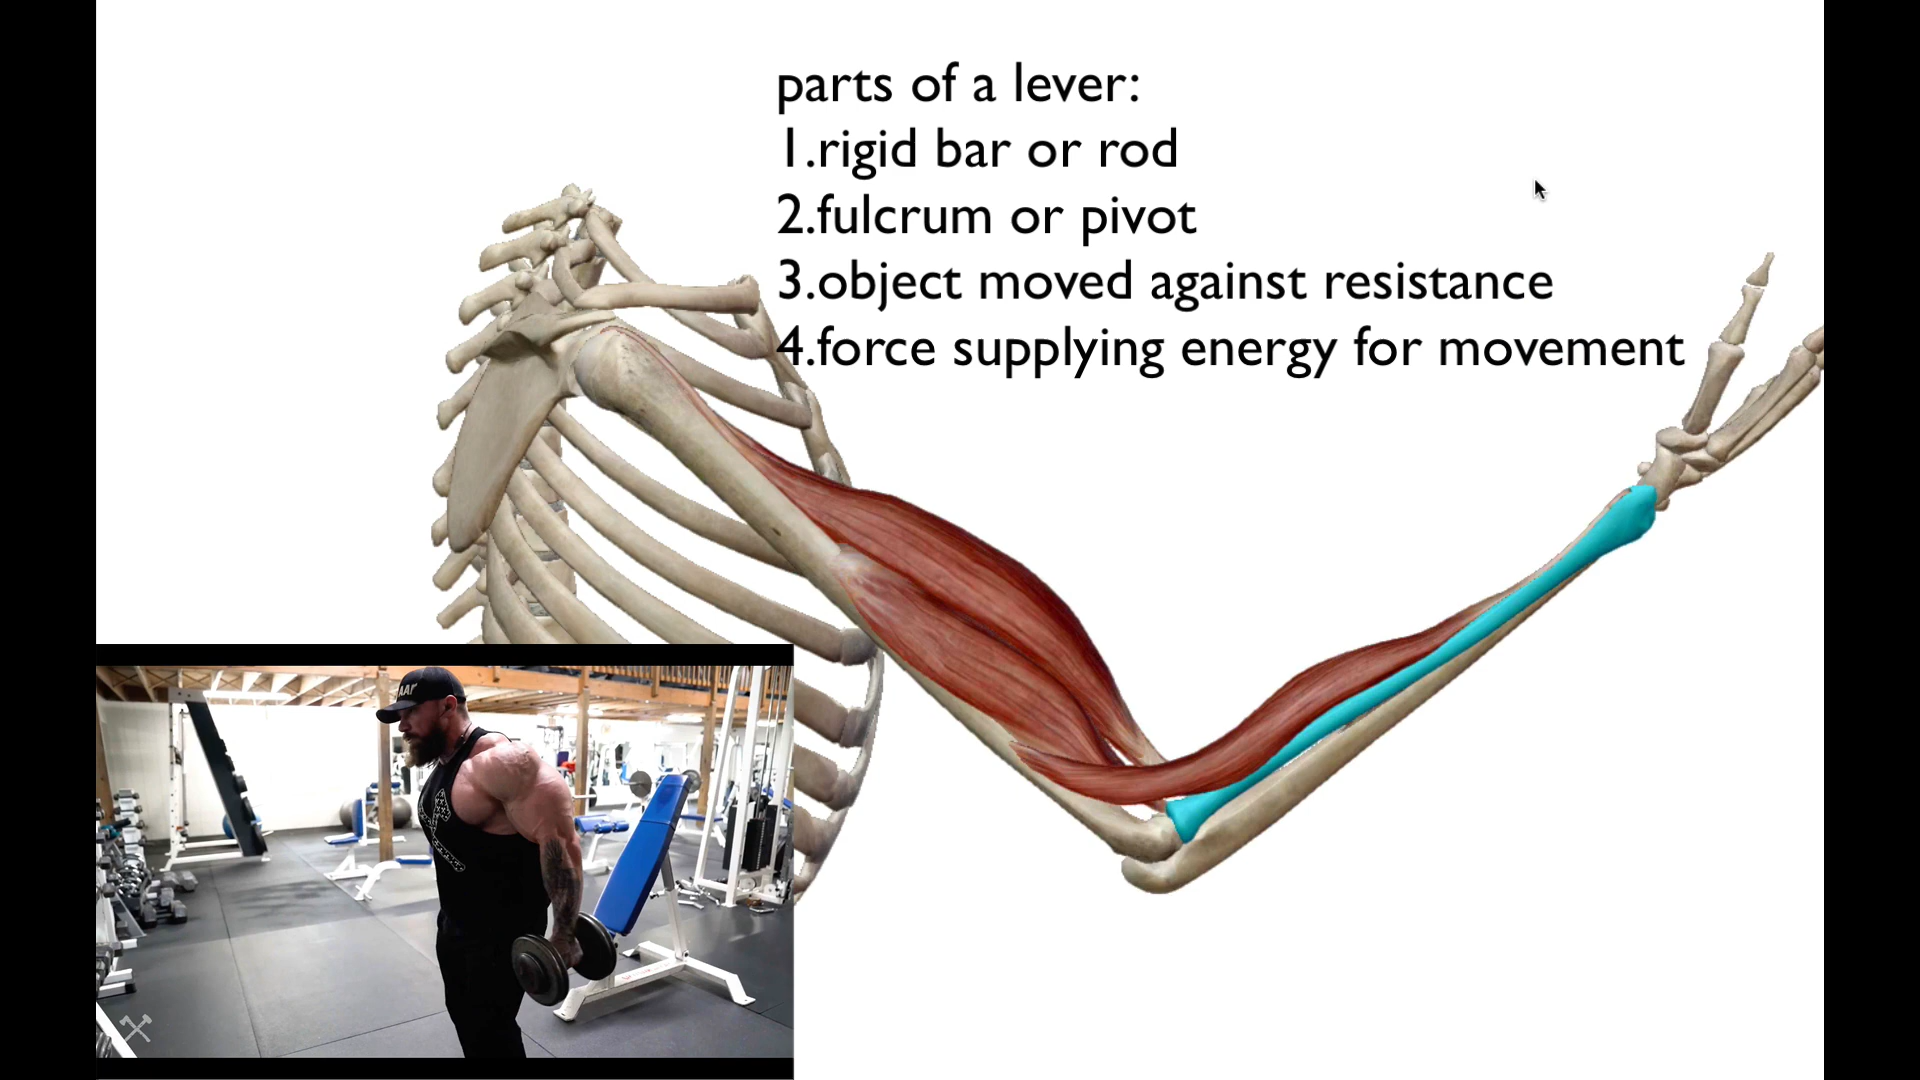 parts of a lever:
1.rigid bar or rod
2.fulcrum or pivot
3.object moved against resistance
4.force supplying energy for movement